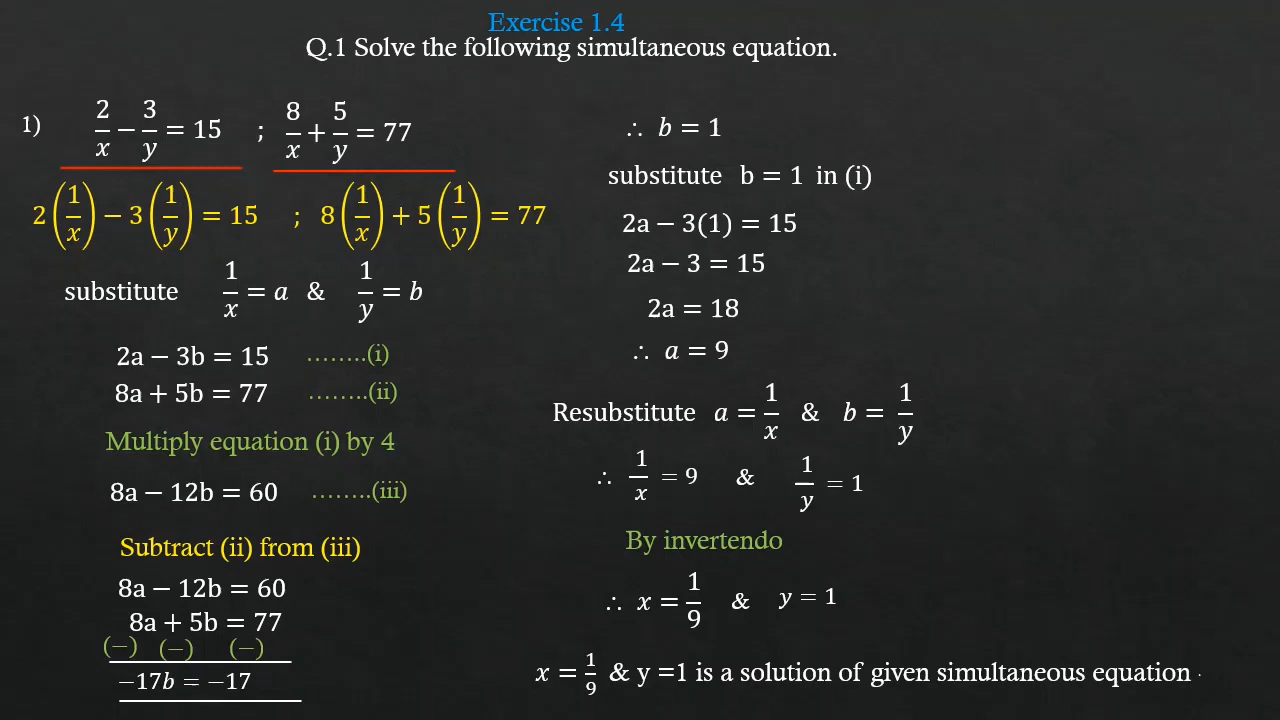 Exercise 1.4
Q.1 Solve the following simultaneous equation.
1) 2/x − 3/y = 15 ; 8/x + 5/y = 77
2(1/x) − 3(1/y) = 15 ; 8(1/x) + 5(1/y) = 77
substitute 1/x = a & 1/y = b
2a − 3b = 15 ……..(i)
8a + 5b = 77 ……..(ii)
Multiply equation (i) by 4
8a − 12b = 60 ……..(iii)
Subtract (ii) from (iii)
8a − 12b = 60
8a + 5b = 77
(−) (−) (−)
−17b = −17
∴ b = 1
substitute b = 1 in (i)
2a − 3(1) = 15
2a − 3 = 15
2a = 18
∴ a = 9
Resubstitute a = 1/x & b = 1/y
∴ 1/x = 9 & 1/y = 1
By invertendo
∴ x = 1/9 & y = 1
x = 1/9 & y =1 is a solution of given simultaneous equation .